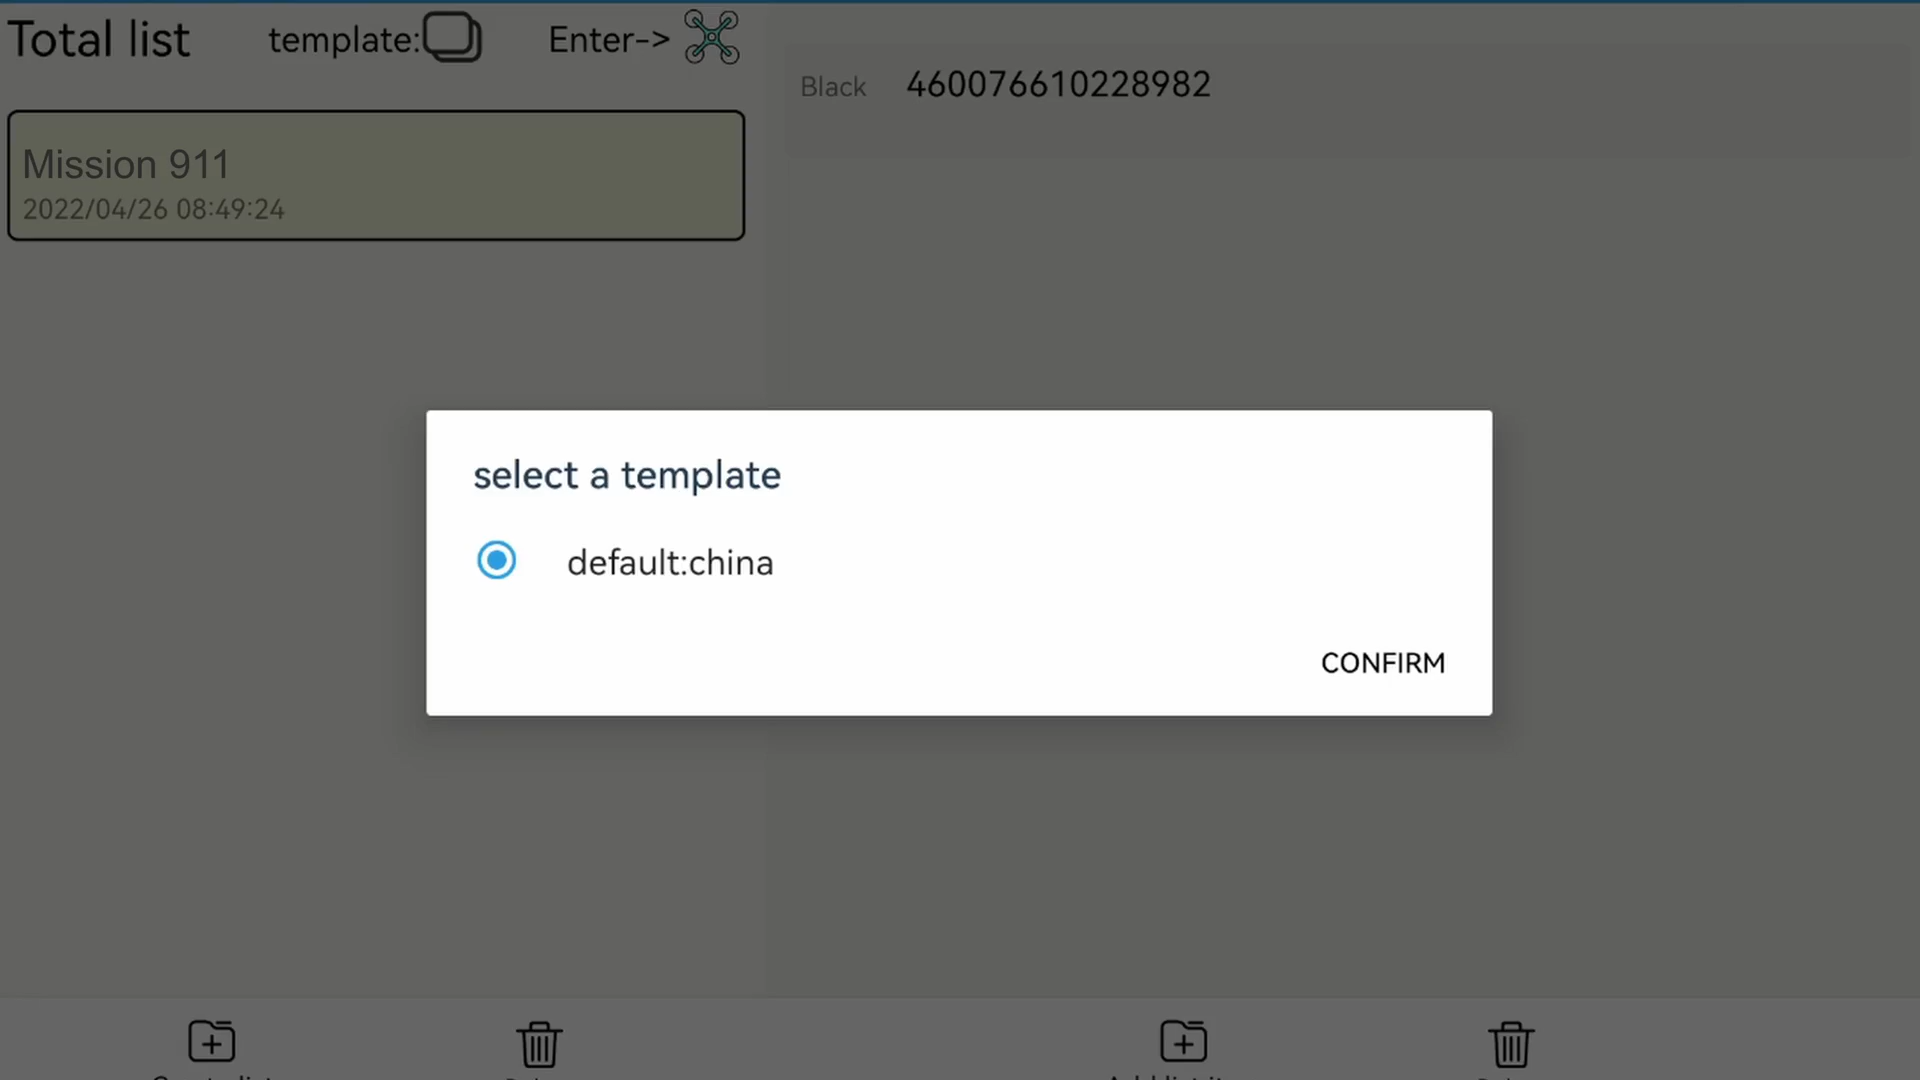 Total list template: Enter->
Black 460076610228982
Mission 911
2022/04/26 08:49:24
select a template
default:china
CONFIRM